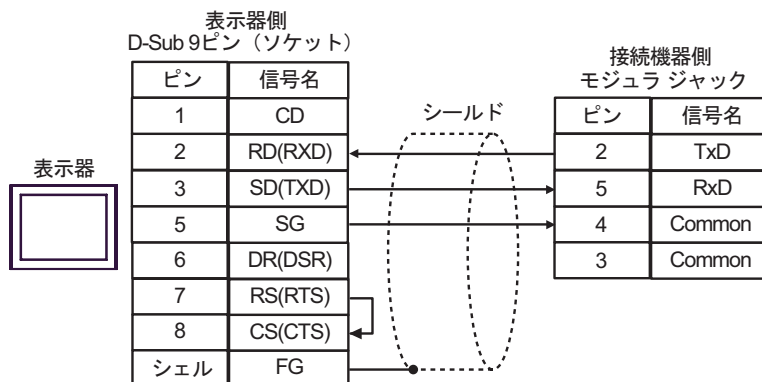 表示器側
D-Sub 9ピン（ソケット）
ピン 信号名
1 CD
2 RD(RXD)
3 SD(TXD)
5 SG
6 DR(DSR)
7 RS(RTS)
8 CS(CTS)
シェル FG
表示器
シールド
接続機器側
モジュラ ジャック
ピン 信号名
2 TxD
5 RxD
4 Common
3 Common